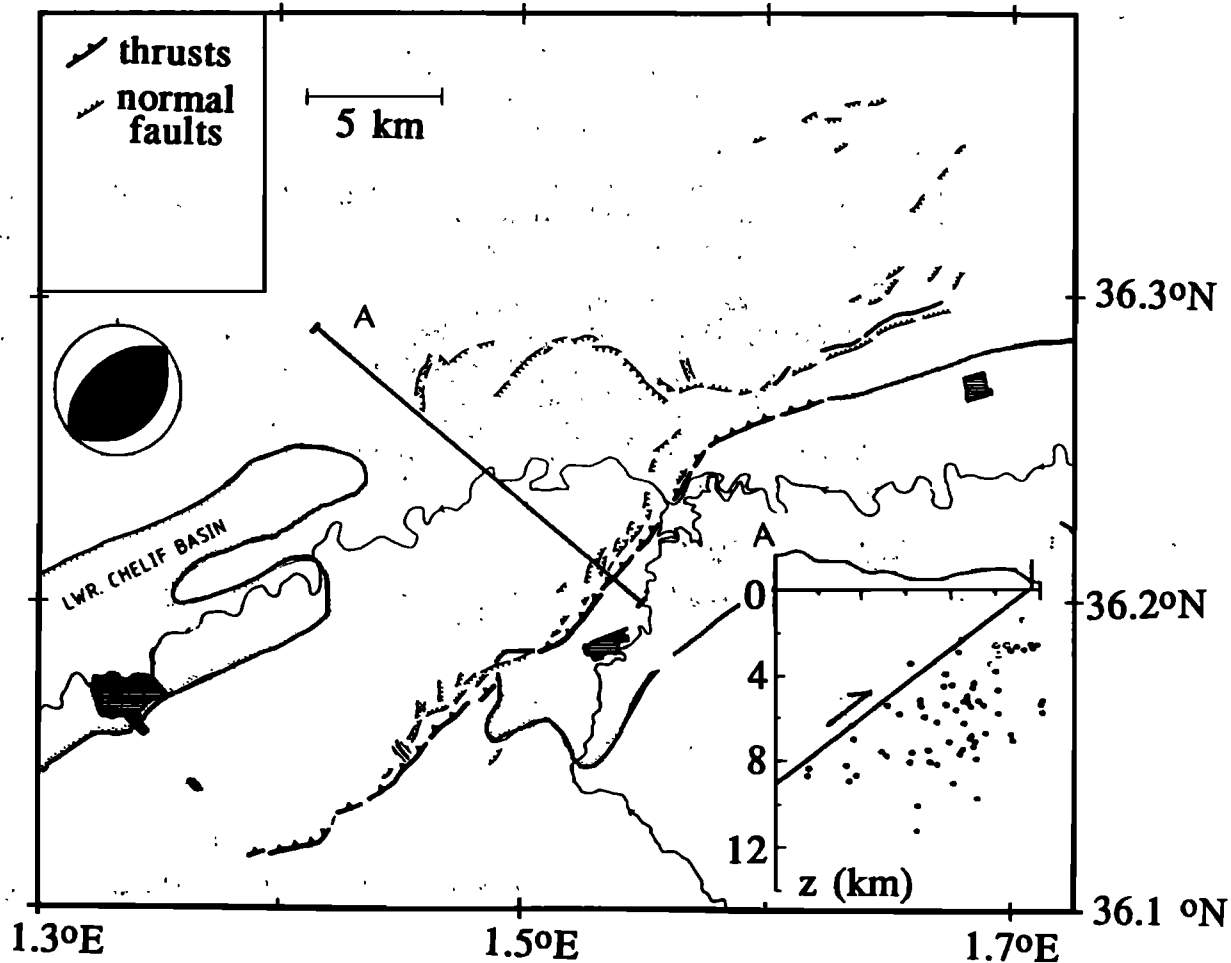 thrusts
normal
faults
5 km
36.3ºN
A
LWR. CHELIF BASIN
A
0
36.2ºN
4
8
12
z (km)
36.1 ºN
1.3ºE
1.5ºE
1.7ºE